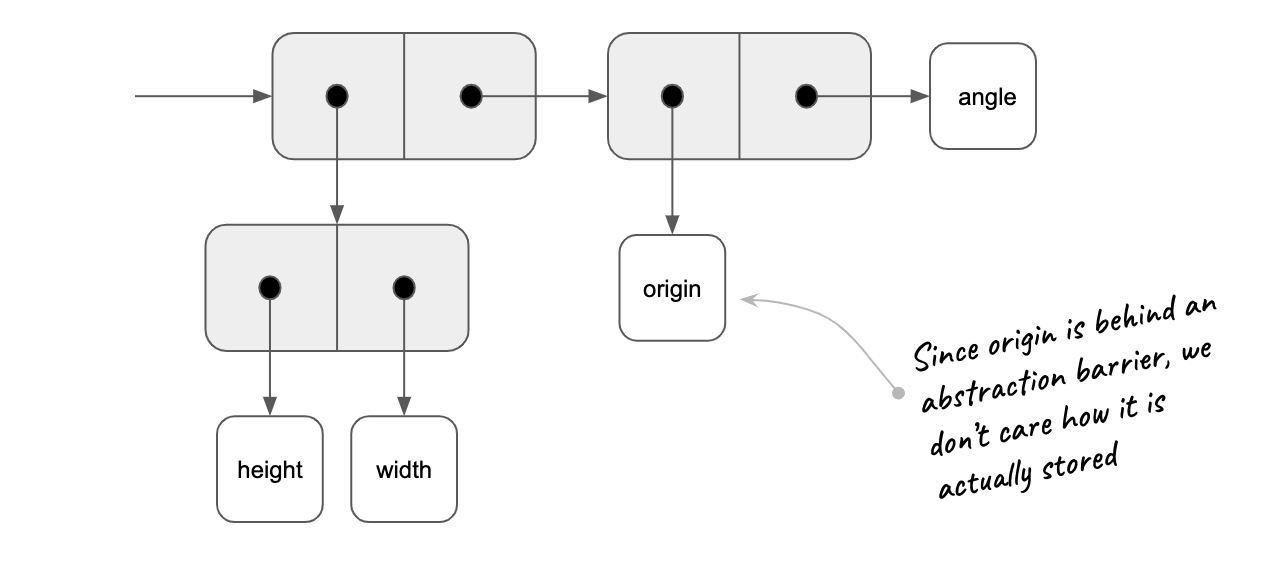 angle
origin
height
width
Since origin is behind an
abstraction barrier, we
don't care how it is
actually stored